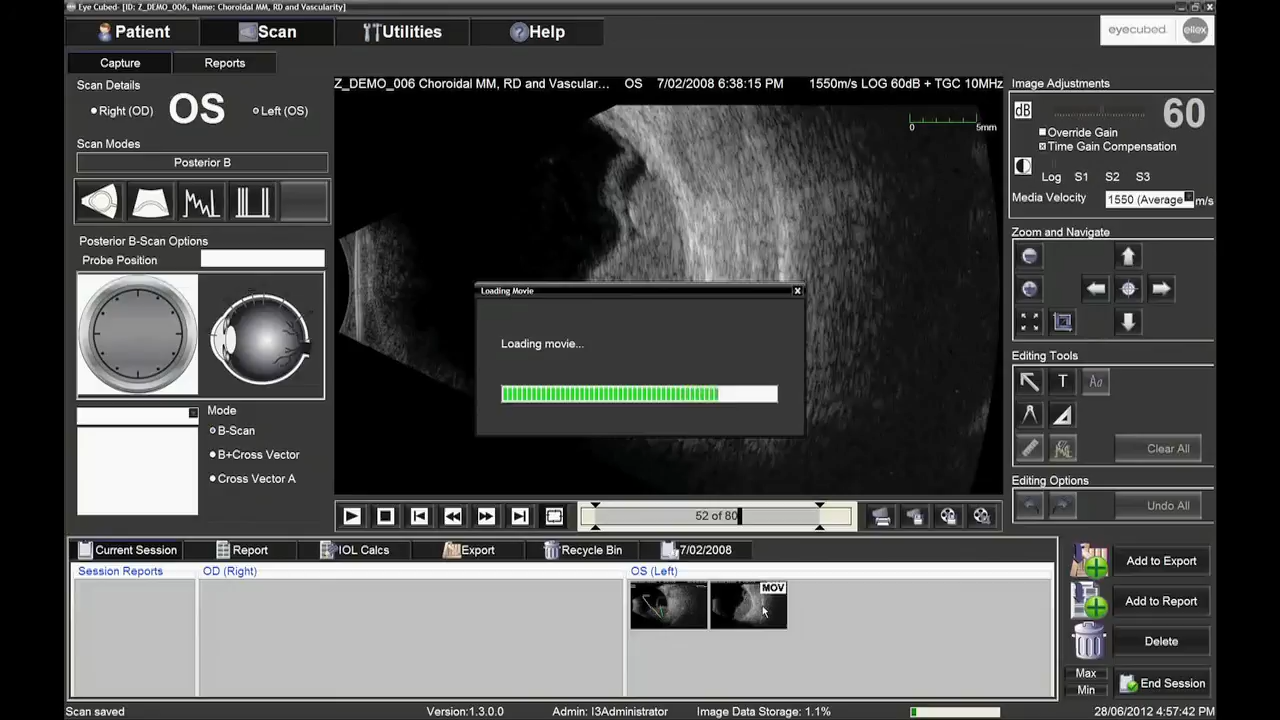 Eye Cubed- [ID: Z_DEMO_006, Name: Choroidal MM, RD and Vascularity]
Patient
Scan
Utilities
Help
eyecubed
ellex
Capture
Reports
Scan Details
Right (OD)
OS
Left (OS)
Scan Modes
Posterior B
Posterior B-Scan Options
Probe Position
Mode
B-Scan
B+Cross Vector
Cross Vector A
Z_DEMO_006 Choroidal MM, RD and Vascular... OS 7/02/2008 6:38:15 PM 1550m/s LOG 60dB + TGC 10MHz
0 5mm
Loading Movie
Loading movie...
52 of 80
Image Adjustments
dB
60
Override Gain
Time Gain Compensation
Log S1 S2 S3
Media Velocity 1550 (Average m/s
Zoom and Navigate
Editing Tools
T
Aa
Clear All
Editing Options
Undo All
Current Session
Report
IOL Calcs
Export
Recycle Bin
7/02/2008
Session Reports
OD (Right)
OS (Left)
MOV
Add to Export
Add to Report
Delete
Max
Min
End Session
Scan saved
Version:1.3.0.0
Admin: I3Administrator
Image Data Storage: 1.1%
28/06/2012 4:57:42 PM